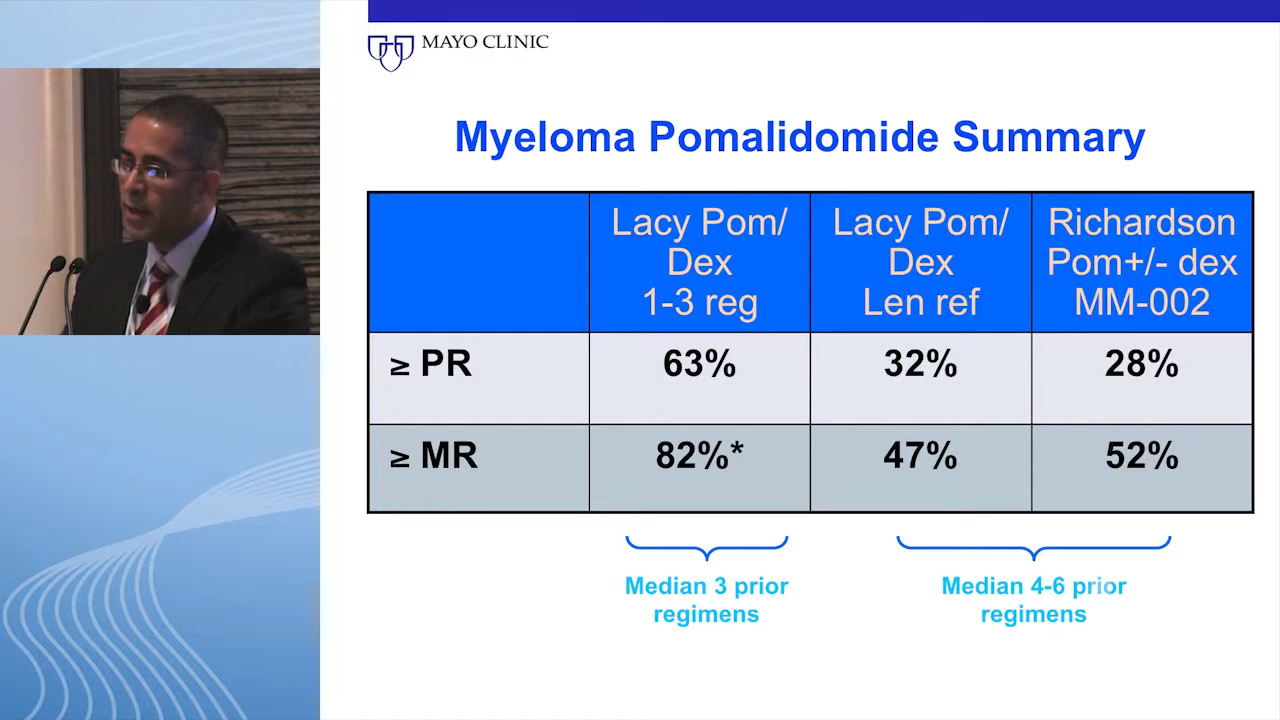 MAYO CLINIC
Myeloma Pomalidomide Summary
Lacy Pom/
Dex
1-3 reg
Lacy Pom/
Dex
Len ref
Richardson
Pom+/- dex
MM-002
≥ PR
63%
32%
28%
≥ MR
82%*
47%
52%
Median 3 prior
regimens
Median 4-6 prior
regimens